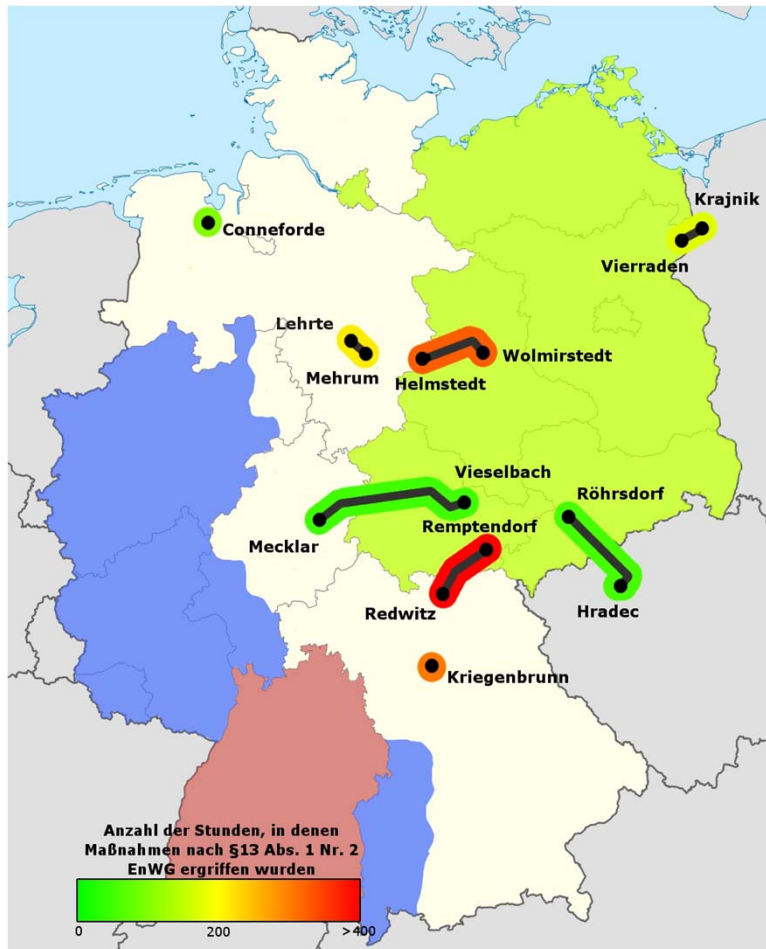 Krajnik
Conneforde
Vierraden
Lehrte
Wolmirstedt
Mehrum
Helmstedt
Vieselbach
Röhrsdorf
Remptendorf
Mecklar
Redwitz
Hradec
Kriegenbrunn
Anzahl der Stunden, in denen
Maßnahmen nach §13 Abs. 1 Nr. 2
EnWG ergriffen wurden
0 200 >400